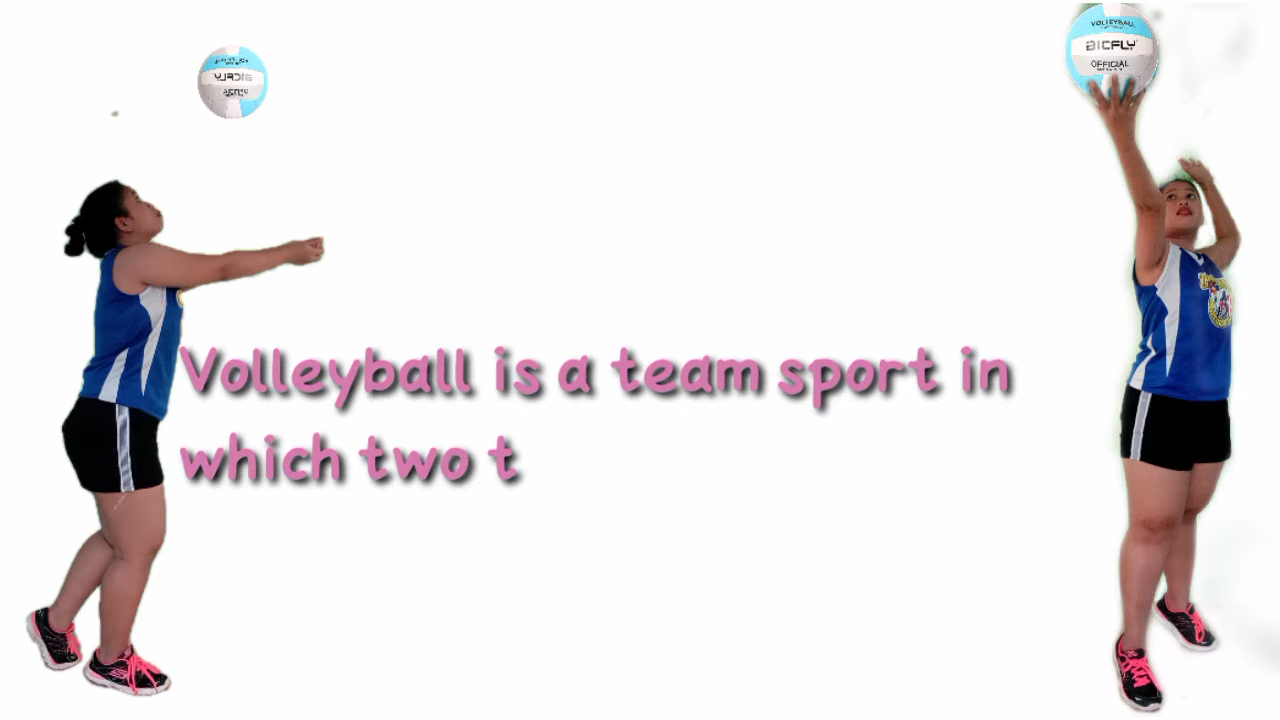 VOLLEYBALL
BICFLY
OFFICIAL
Volleyball is a team sport in
which two t